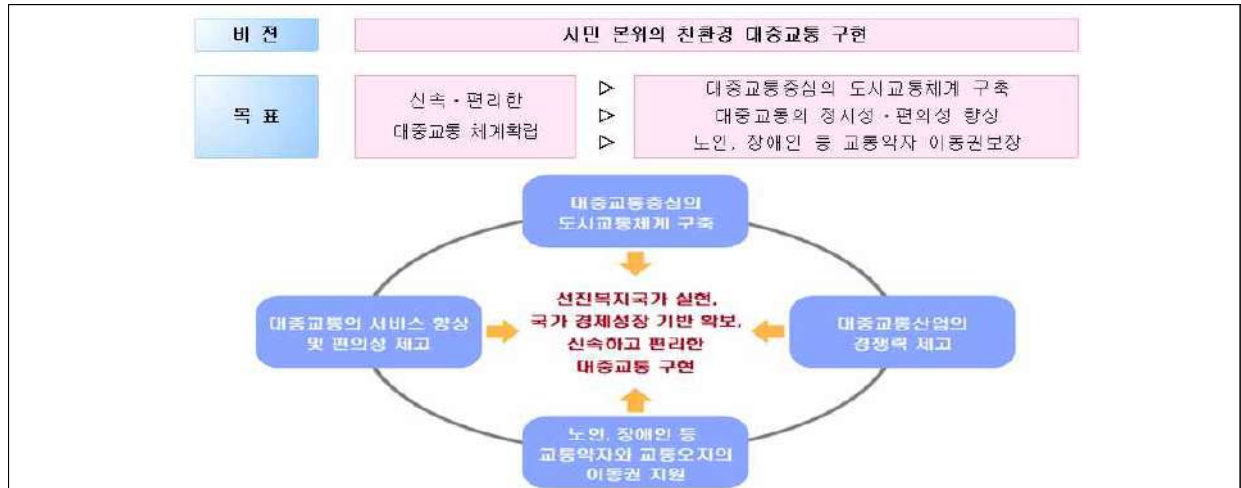 비 전
시민 본위의 친환경 대중교통 구현
목 표
신속·편리한
대중교통 체계확립
▷ 대중교통중심의 도시교통체계 구축
▷ 대중교통의 정시성·편의성 향상
▷ 노인, 장애인 등 교통약자 이동권보장
대중교통중심의
도시교통체계 구축
대중교통의 서비스 향상
및 편의성 제고
선진복지국가 실현,
국가 경제성장 기반 확보,
신속하고 편리한
대중교통 구현
대중교통산업의
경쟁력 제고
노인, 장애인 등
교통약자와 교통오지의
이동권 지원